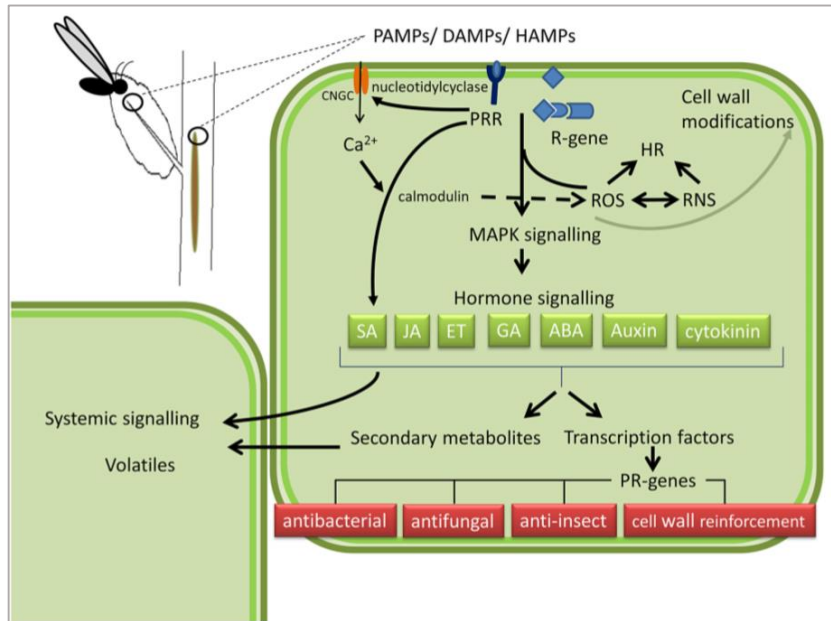 PAMPs/ DAMPs/ HAMPs
CNGC
nucleotidylcyclase
PRR
R-gene
Cell wall
modifications
HR
Ca²⁺
calmodulin
ROS
RNS
MAPK signalling
Hormone signalling
SA JA ET GA ABA Auxin cytokinin
Systemic signalling
Volatiles
Secondary metabolites
Transcription factors
PR-genes
antibacterial antifungal anti-insect cell wall reinforcement